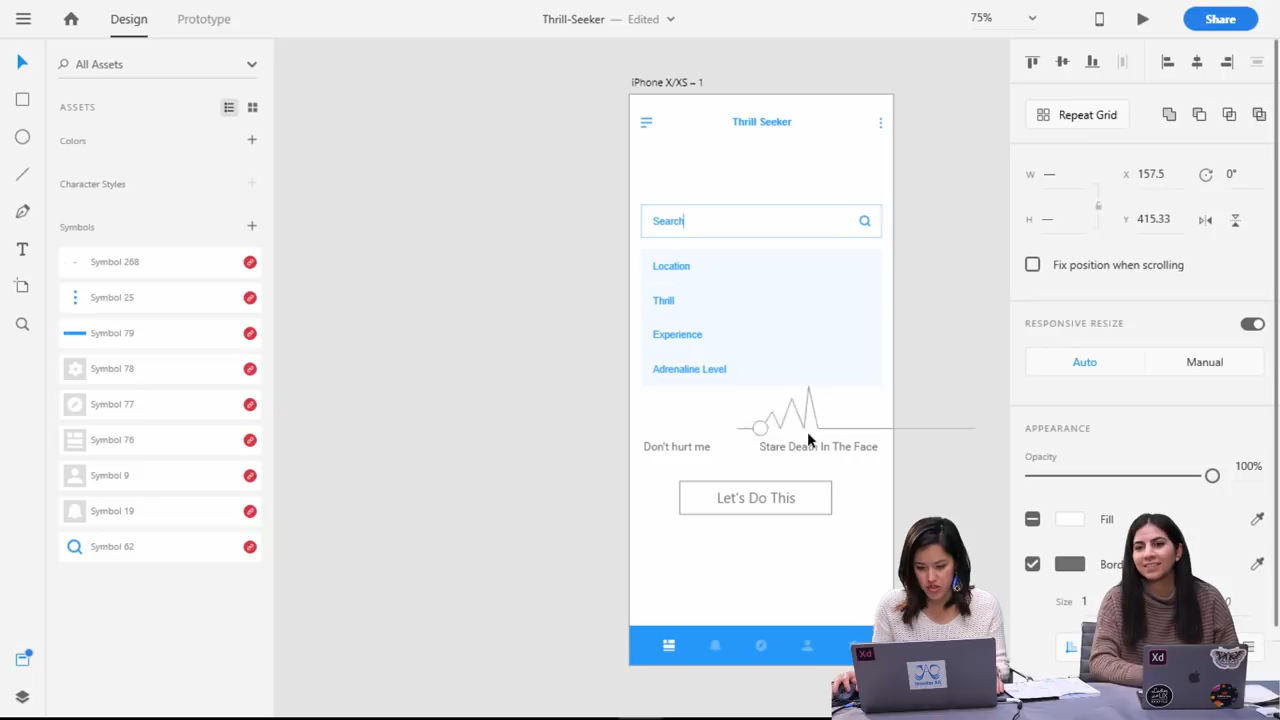 Design
Prototype
Thrill-Seeker — Edited
75%
Share
All Assets
ASSETS
Colors
Character Styles
Symbols
Symbol 268
Symbol 25
Symbol 79
Symbol 78
Symbol 77
Symbol 76
Symbol 9
Symbol 19
Symbol 62
iPhone X/XS – 1
Thrill Seeker
Search
Location
Thrill
Experience
Adrenaline Level
Don't hurt me
Stare Death In The Face
Let's Do This
Repeat Grid
W —
X 157.5
0°
H —
Y 415.33
Fix position when scrolling
RESPONSIVE RESIZE
Auto
Manual
APPEARANCE
Opacity
100%
Fill
Size 1
Xd
Xd